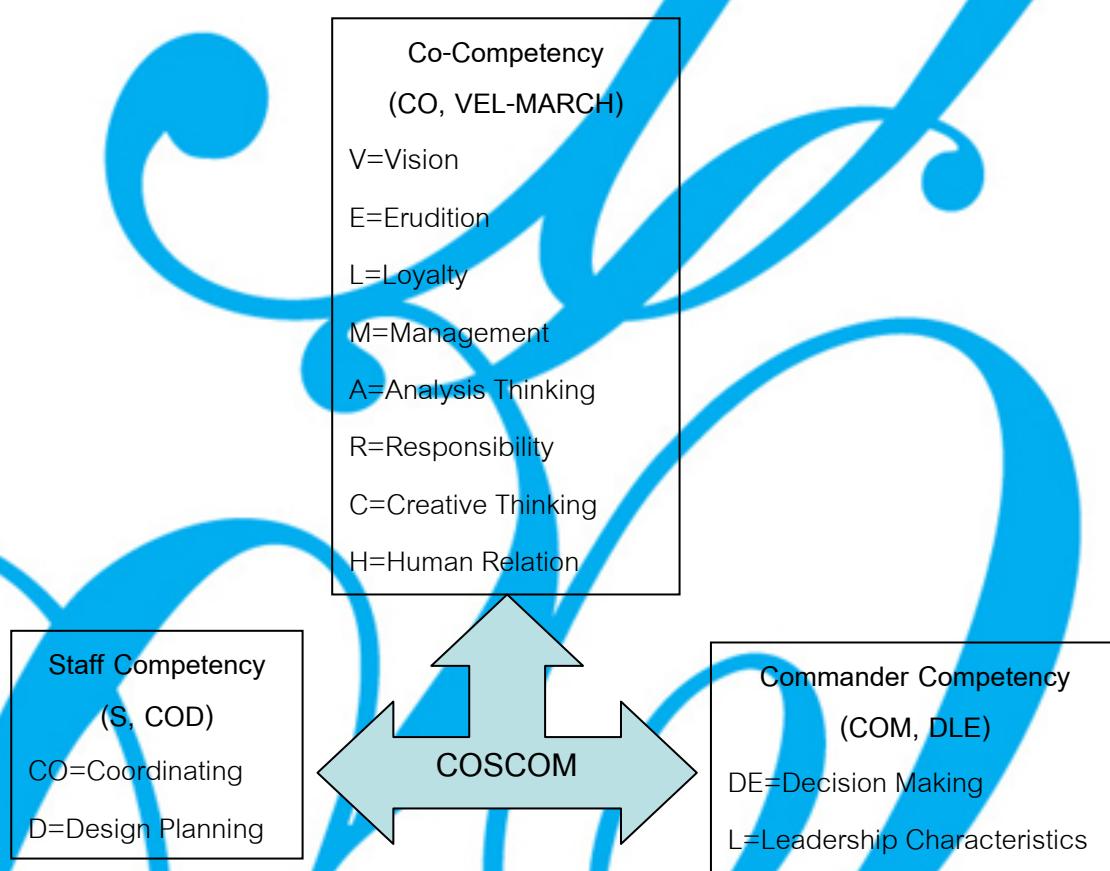 Co-Competency
(CO, VEL-MARCH)
V=Vision
E=Erudition
L=Loyalty
M=Management
A=Analysis Thinking
R=Responsibility
C=Creative Thinking
H=Human Relation
Staff Competency
(S, COD)
CO=Coordinating
D=Design Planning
COSCOM
Commander Competency
(COM, DLE)
DE=Decision Making
L=Leadership Characteristics